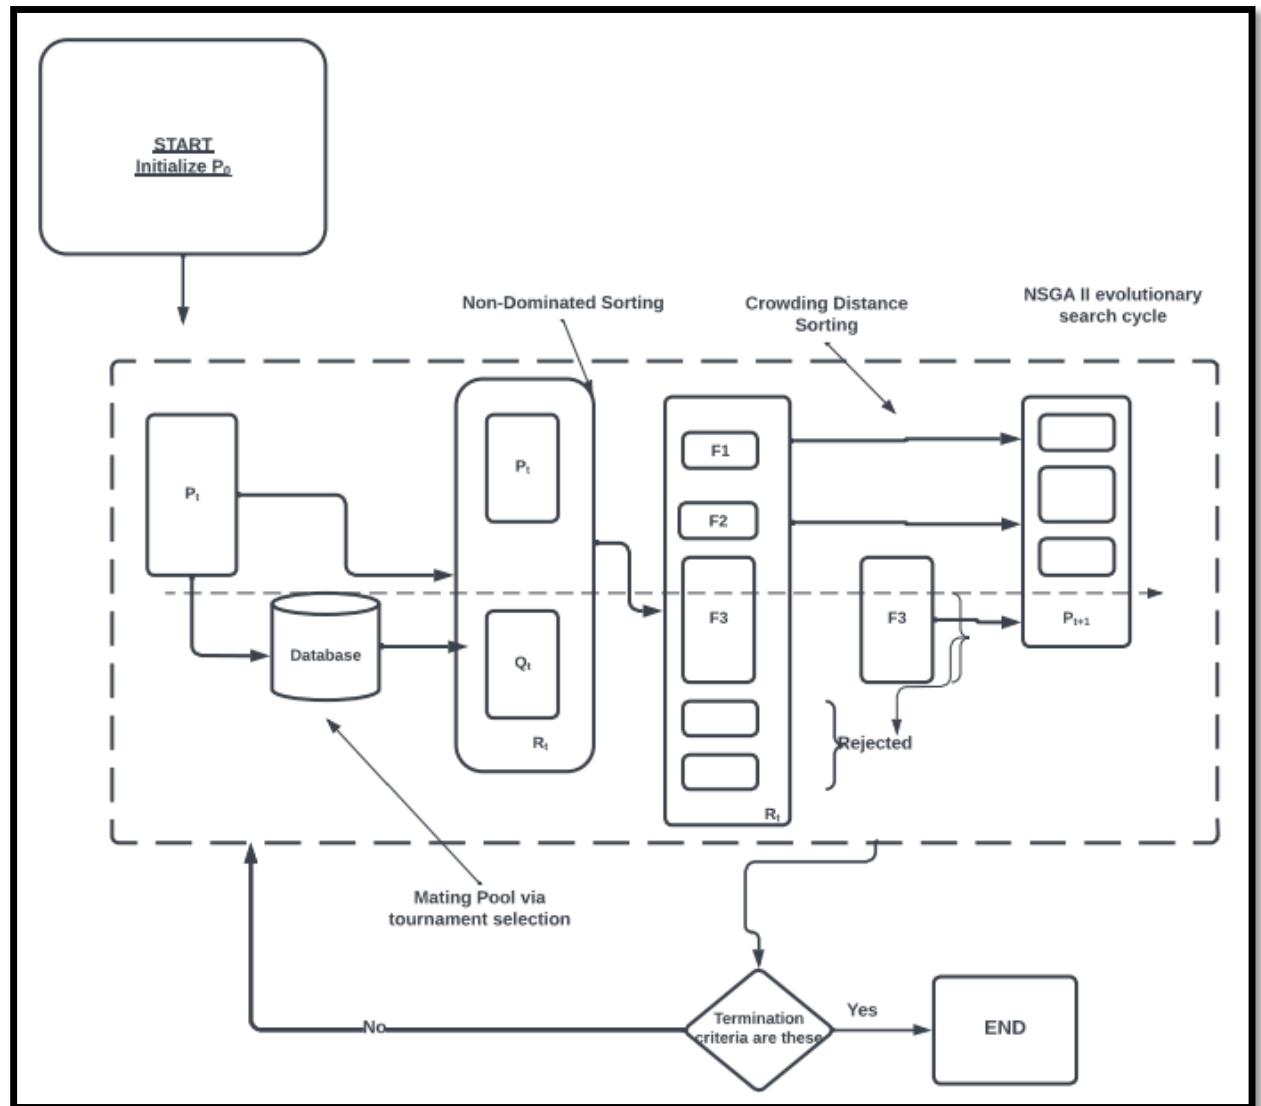 START
Initialize P₀
Non-Dominated Sorting
Crowding Distance
Sorting
NSGA II evolutionary
search cycle
Pₜ
Pₜ
F1
F2
F3
F3
Pₜ₊₁
Database
Qₜ
Rₜ
Rejected
Rₜ
Mating Pool via
tournament selection
Termination
criteria are these
Yes
No
END